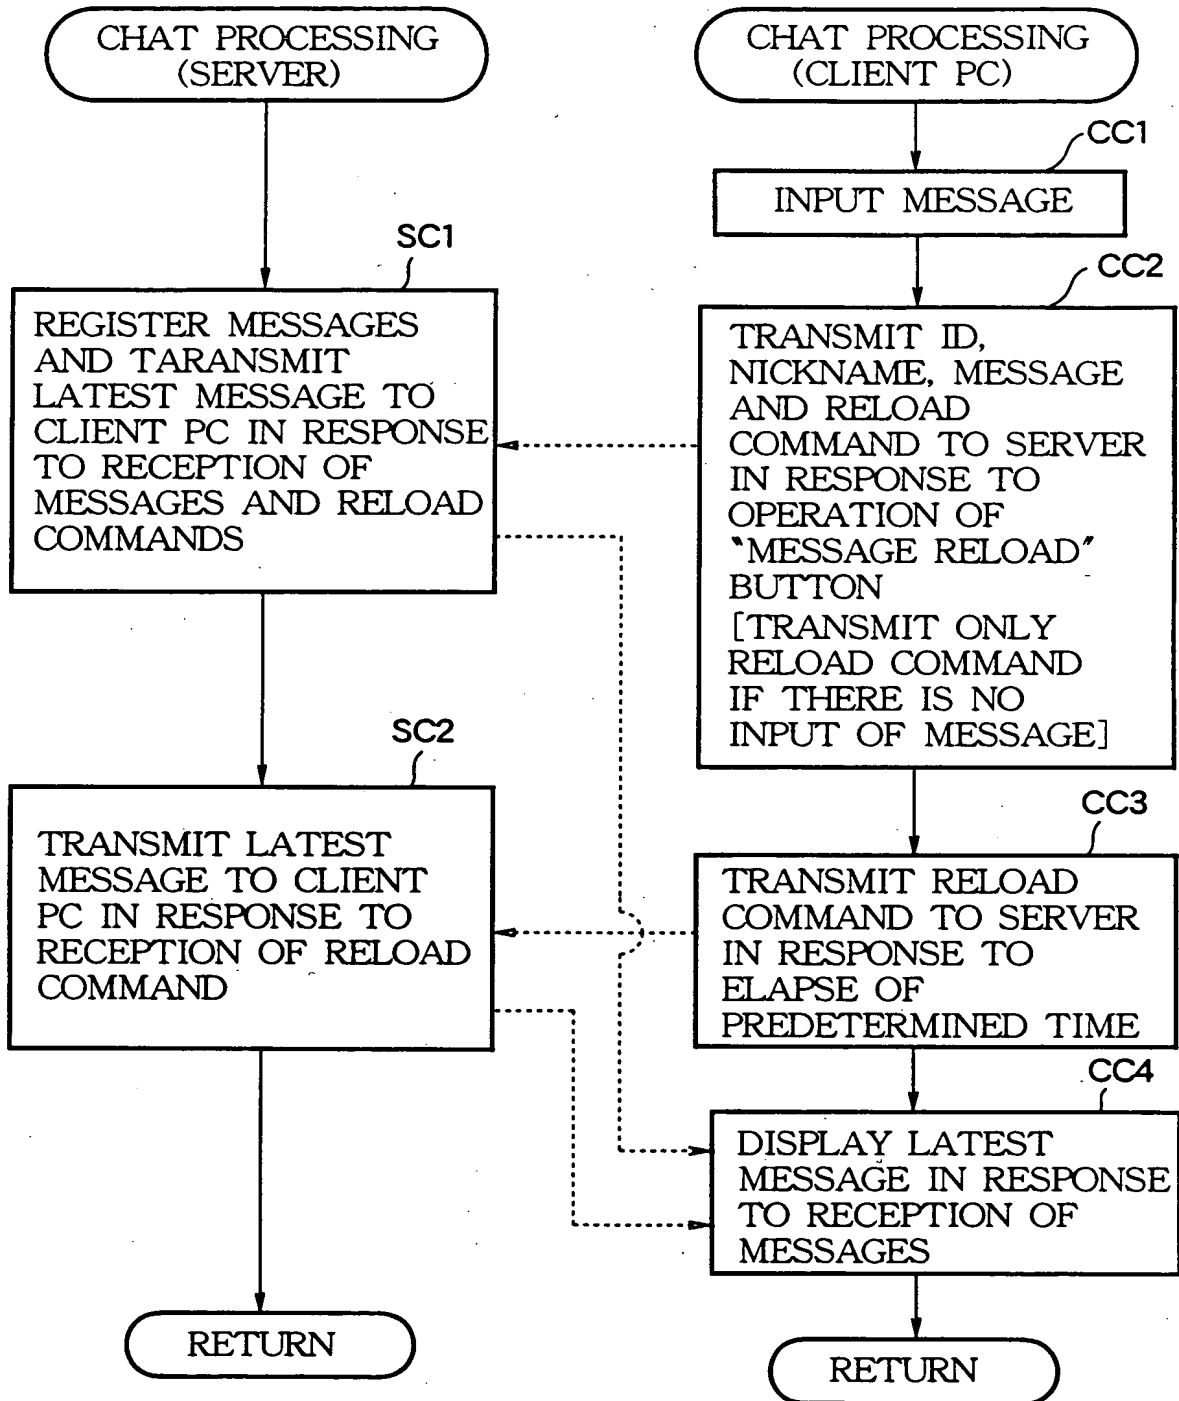 CHAT PROCESSING
(SERVER)
SC1
REGISTER MESSAGES
AND TARANSMIT
LATEST MESSAGE TO
CLIENT PC IN RESPONSE
TO RECEPTION OF
MESSAGES AND RELOAD
COMMANDS
SC2
TRANSMIT LATEST
MESSAGE TO CLIENT
PC IN RESPONSE TO
RECEPTION OF RELOAD
COMMAND
RETURN
CHAT PROCESSING
(CLIENT PC)
CC1
INPUT MESSAGE
CC2
TRANSMIT ID,
NICKNAME, MESSAGE
AND RELOAD
COMMAND TO SERVER
IN RESPONSE TO
OPERATION OF
"MESSAGE RELOAD"
BUTTON
[TRANSMIT ONLY
RELOAD COMMAND
IF THERE IS NO
INPUT OF MESSAGE]
CC3
TRANSMIT RELOAD
COMMAND TO SERVER
IN RESPONSE TO
ELAPSE OF
PREDETERMINED TIME
CC4
DISPLAY LATEST
MESSAGE IN RESPONSE
TO RECEPTION OF
MESSAGES
RETURN